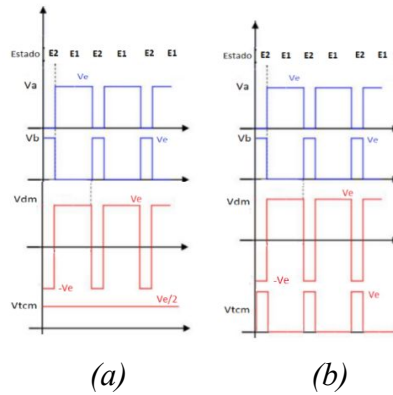 Estado E2 E1 E2 E1 E2 E1
Ve
Va
Vb
Ve
Vdm
Ve
-Ve
Ve/2
Vtcm
(a)
Estado E2 E1 E2 E1 E2 E1
Ve
Va
Vb
Ve
Vdm
Ve
-Ve
Ve
Vtcm
(b)